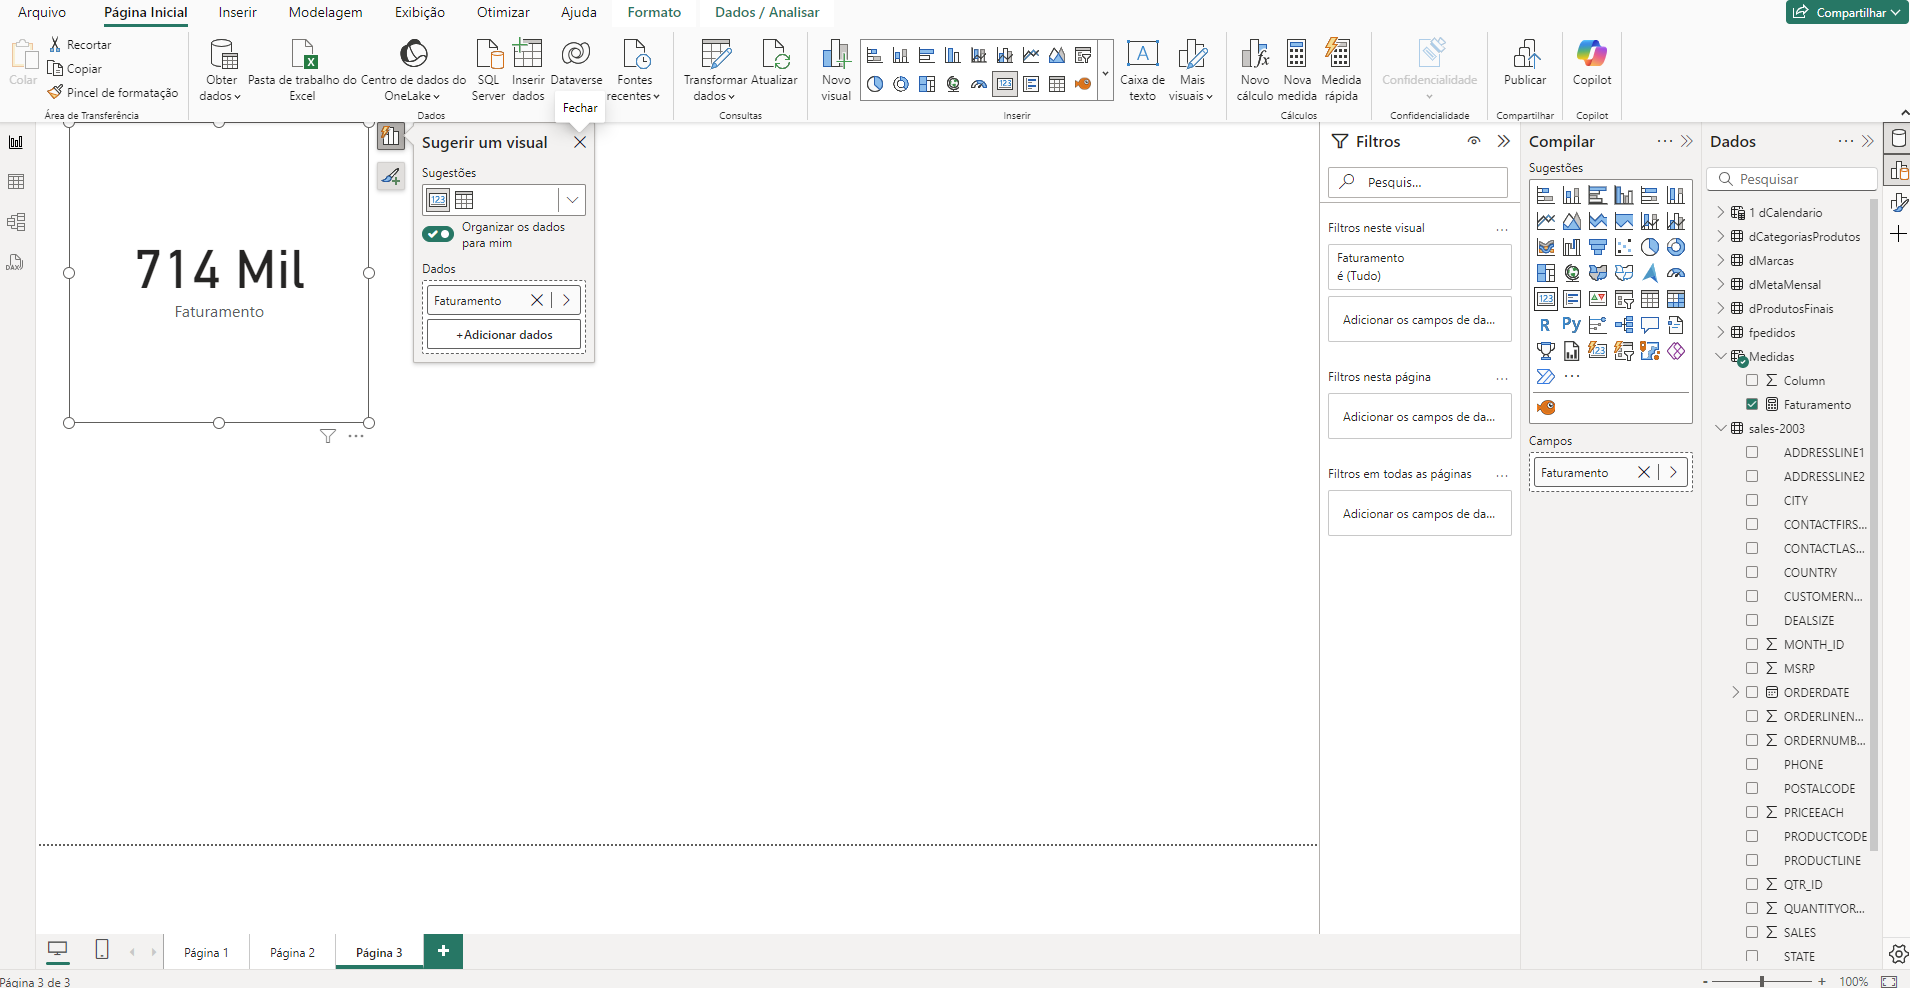 Arquivo
Página Inicial
Inserir
Modelagem
Exibição
Otimizar
Ajuda
Formato
Dados / Analisar
Compartilhar
Colar
Recortar
Copiar
Pincel de formatação
Área de Transferência
Obter
dados
Pasta de trabalho do
Excel
Centro de dados do
OneLake
SQL
Server
Inserir
dados
Dataverse
Fontes
recentes
Dados
Transformar
dados
Atualizar
Consultas
Novo
visual
Caixa de
texto
Mais
visuais
Inserir
Novo
cálculo
Nova
medida
Medida
rápida
Cálculos
Confidencialidade
Confidencialidade
Publicar
Compartilhar
Copilot
Copilot
Fechar
714 Mil
Faturamento
Sugerir um visual
Sugestões
123
Organizar os dados
para mim
Dados
Faturamento
+Adicionar dados
Filtros
Pesquis...
Filtros neste visual
...
Faturamento
é (Tudo)
Adicionar os campos de da...
Filtros nesta página
...
Adicionar os campos de da...
Filtros em todas as páginas
...
Adicionar os campos de da...
Compilar
Sugestões
123
R
Py
123
Campos
Faturamento
Dados
Pesquisar
1 dCalendario
dCategoriasProdutos
dMarcas
dMetaMensal
dProdutosFinais
fpedidos
Medidas
Column
Faturamento
sales-2003
ADDRESSLINE1
ADDRESSLINE2
CITY
CONTACTFIRS...
CONTACTLAS...
COUNTRY
CUSTOMERN...
DEALSIZE
MONTH_ID
MSRP
ORDERDATE
ORDERLINEN...
ORDERNUMB...
PHONE
POSTALCODE
PRICEEACH
PRODUCTCODE
PRODUCTLINE
QTR_ID
QUANTITYOR...
SALES
STATE
DAX
Página 1
Página 2
Página 3
Página 3 de 3
- + 100%